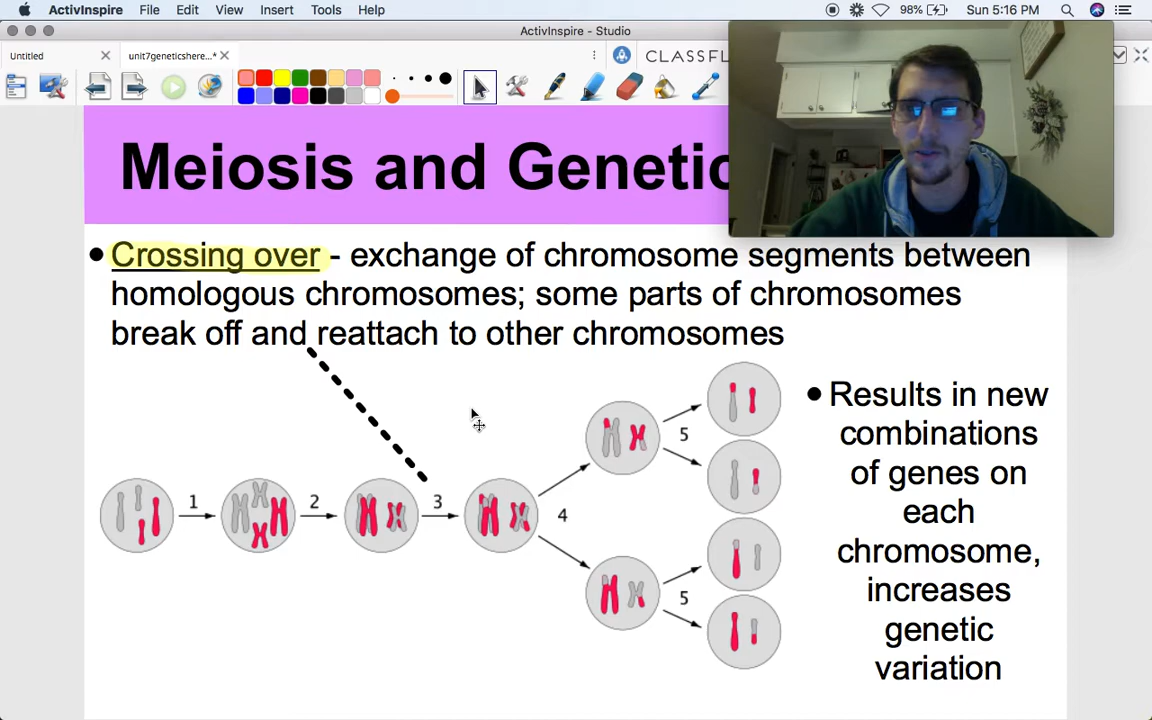 ActivInspire File Edit View Insert Tools Help 98% Sun 5:16 PM
ActivInspire - Studio
Untitled unit7geneticshere...* CLASSFL
Meiosis and Genetic
• Crossing over - exchange of chromosome segments between
homologous chromosomes; some parts of chromosomes
break off and reattach to other chromosomes
• Results in new
combinations
of genes on
each
chromosome,
increases
genetic
variation
1 2 3 4 5 5